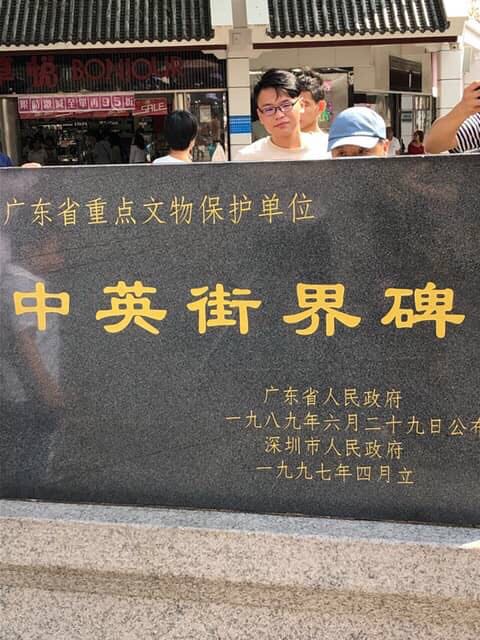 卓悦 BONJOUR
SALE
广东省重点文物保护单位
中英街界碑
广东省人民政府
一九八九年六月二十九日公布
深圳市人民政府
一九九七年四月立